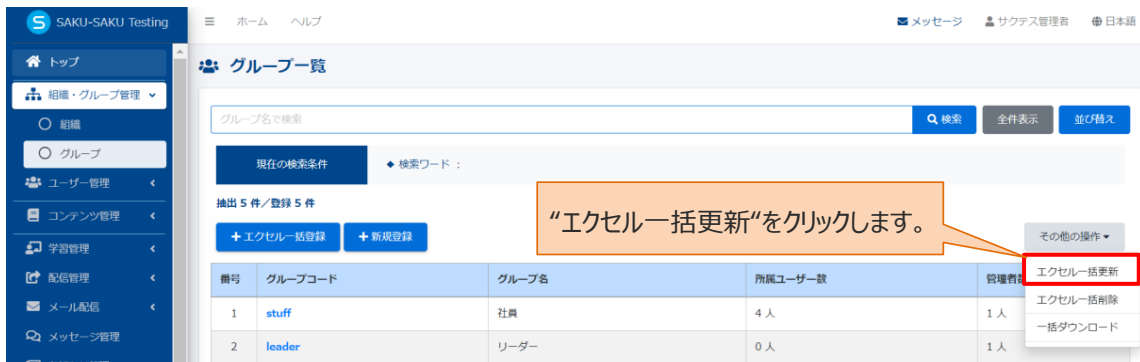 SAKU-SAKU Testing
ホーム ヘルプ
メッセージ サクテス管理者 日本語
トップ
組織・グループ管理
組織
グループ
ユーザー管理
コンテンツ管理
学習管理
配信管理
メール配信
メッセージ管理
グループ一覧
グループ名で検索
検索 全件表示 並び替え
現在の検索条件 ◆ 検索ワード :
抽出 5 件/登録 5 件
+エクセル一括登録 +新規登録
“エクセル一括更新“をクリックします。
その他の操作
エクセル一括更新
エクセル一括削除
一括ダウンロード
番号 グループコード グループ名 所属ユーザー数 管理者
1 stuff 社員 4 人 1 人
2 leader リーダー 0 人 1 人